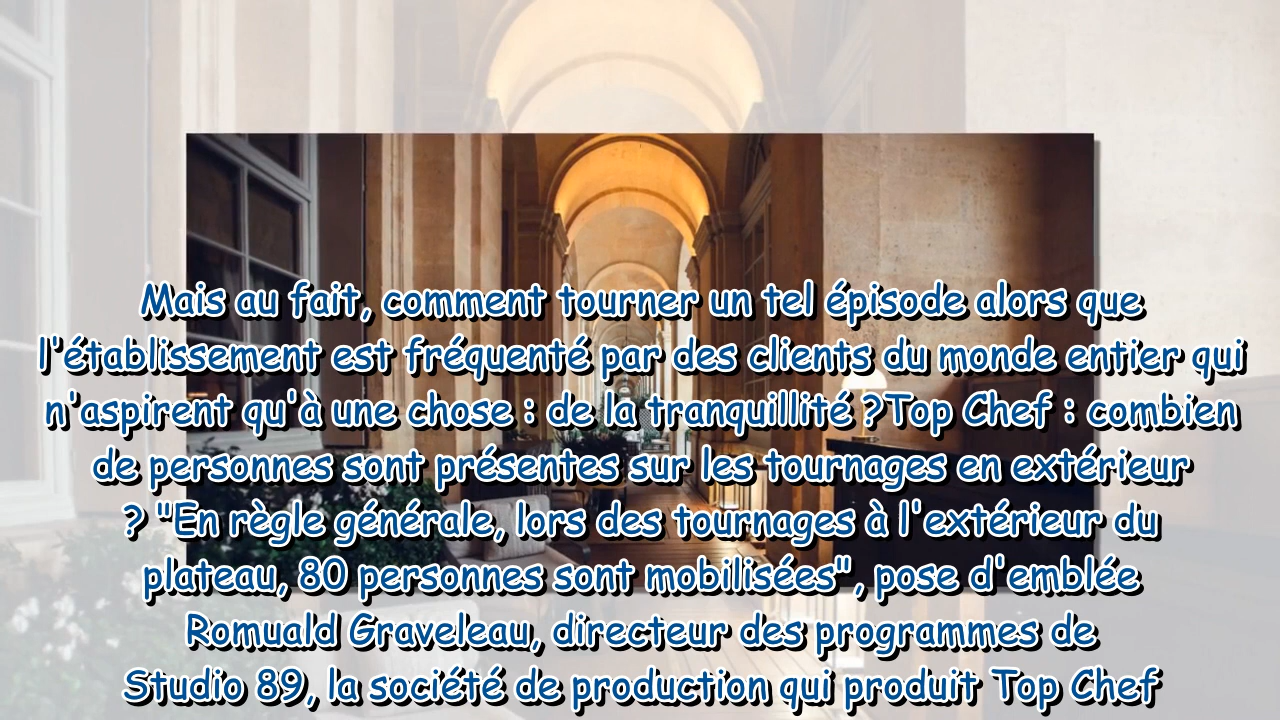 Mais au fait, comment tourner un tel épisode alors que
l'établissement est fréquenté par des clients du monde entier qui
n'aspirent qu'à une chose : de la tranquillité ?Top Chef : combien
de personnes sont présentes sur les tournages en extérieur
? "En règle générale, lors des tournages à l'extérieur du
plateau, 80 personnes sont mobilisées", pose d'emblée
Romuald Graveleau, directeur des programmes de
Studio 89, la société de production qui produit Top Chef